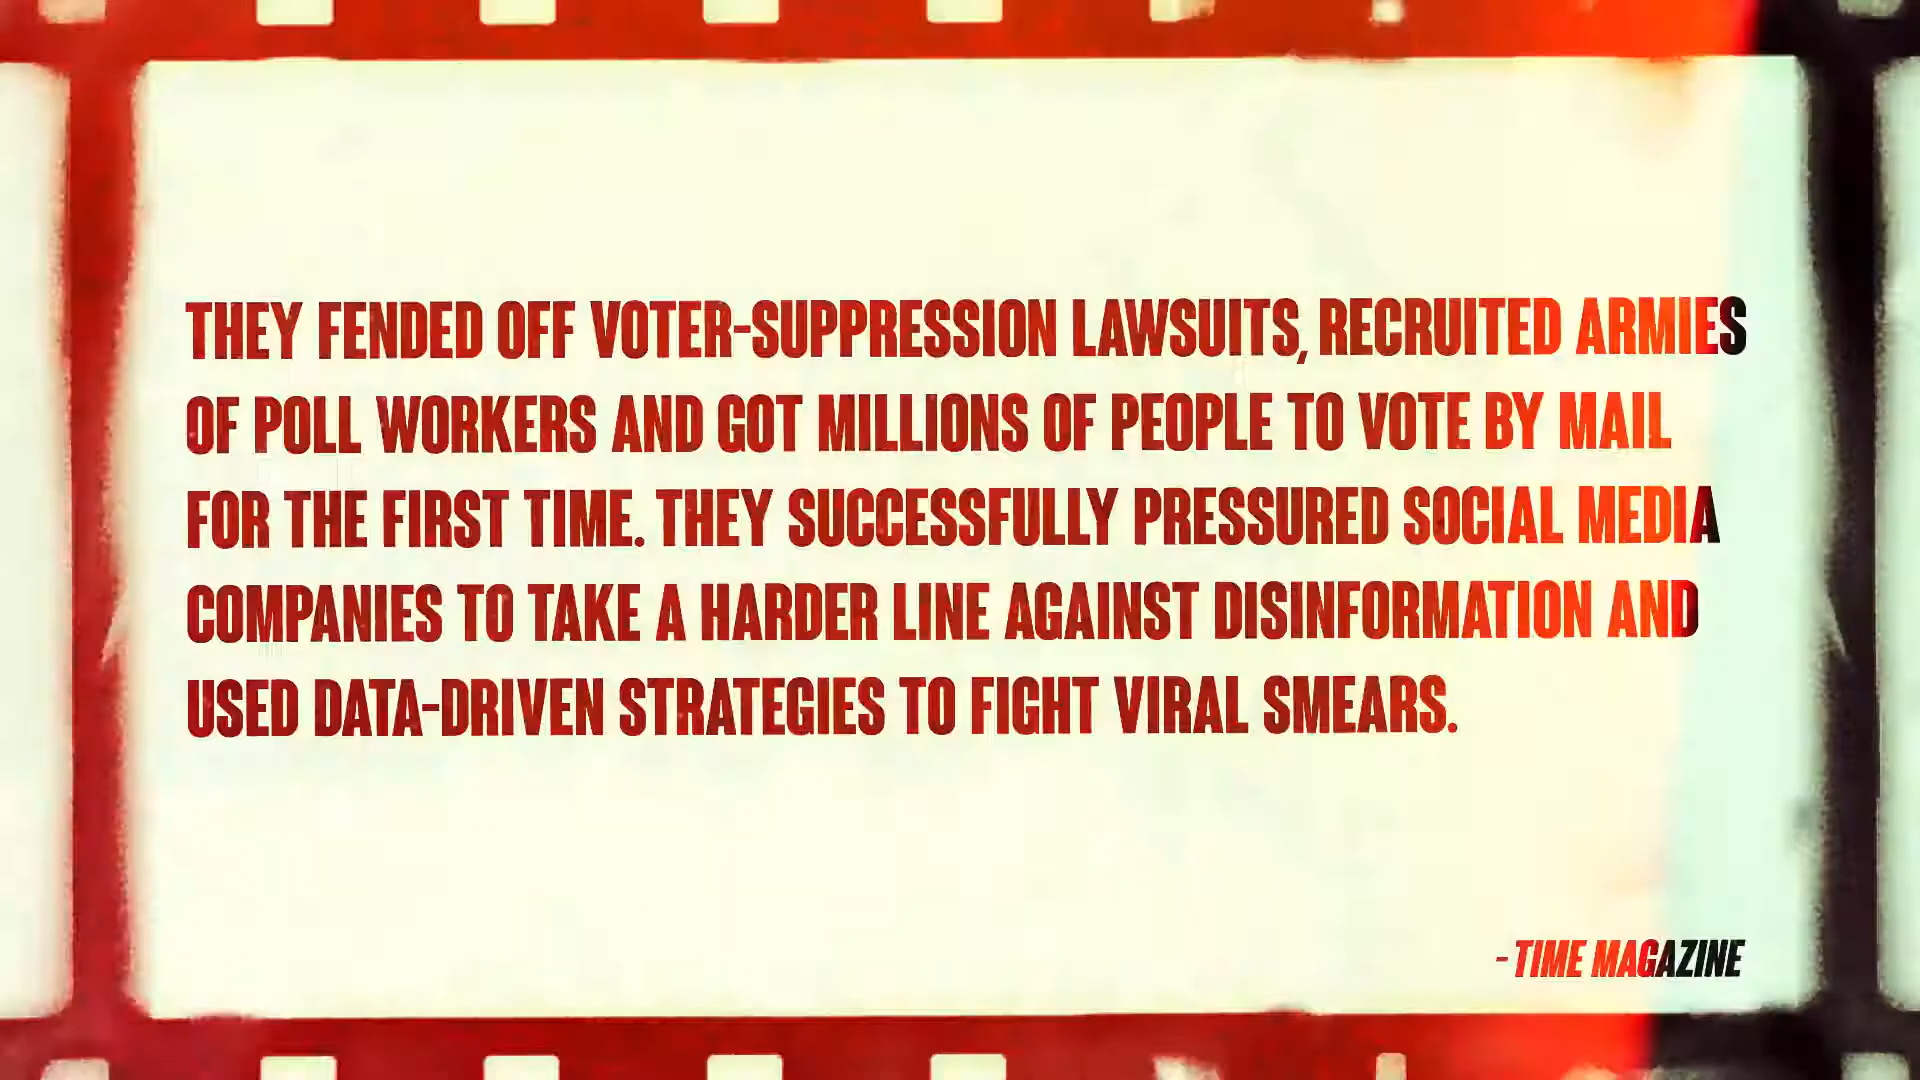 THEY FENDED OFF VOTER-SUPPRESSION LAWSUITS, RECRUITED ARMIES
OF POLL WORKERS AND GOT MILLIONS OF PEOPLE TO VOTE BY MAIL
FOR THE FIRST TIME. THEY SUCCESSFULLY PRESSURED SOCIAL MEDIA
COMPANIES TO TAKE A HARDER LINE AGAINST DISINFORMATION AND
USED DATA-DRIVEN STRATEGIES TO FIGHT VIRAL SMEARS.
- TIME MAGAZINE